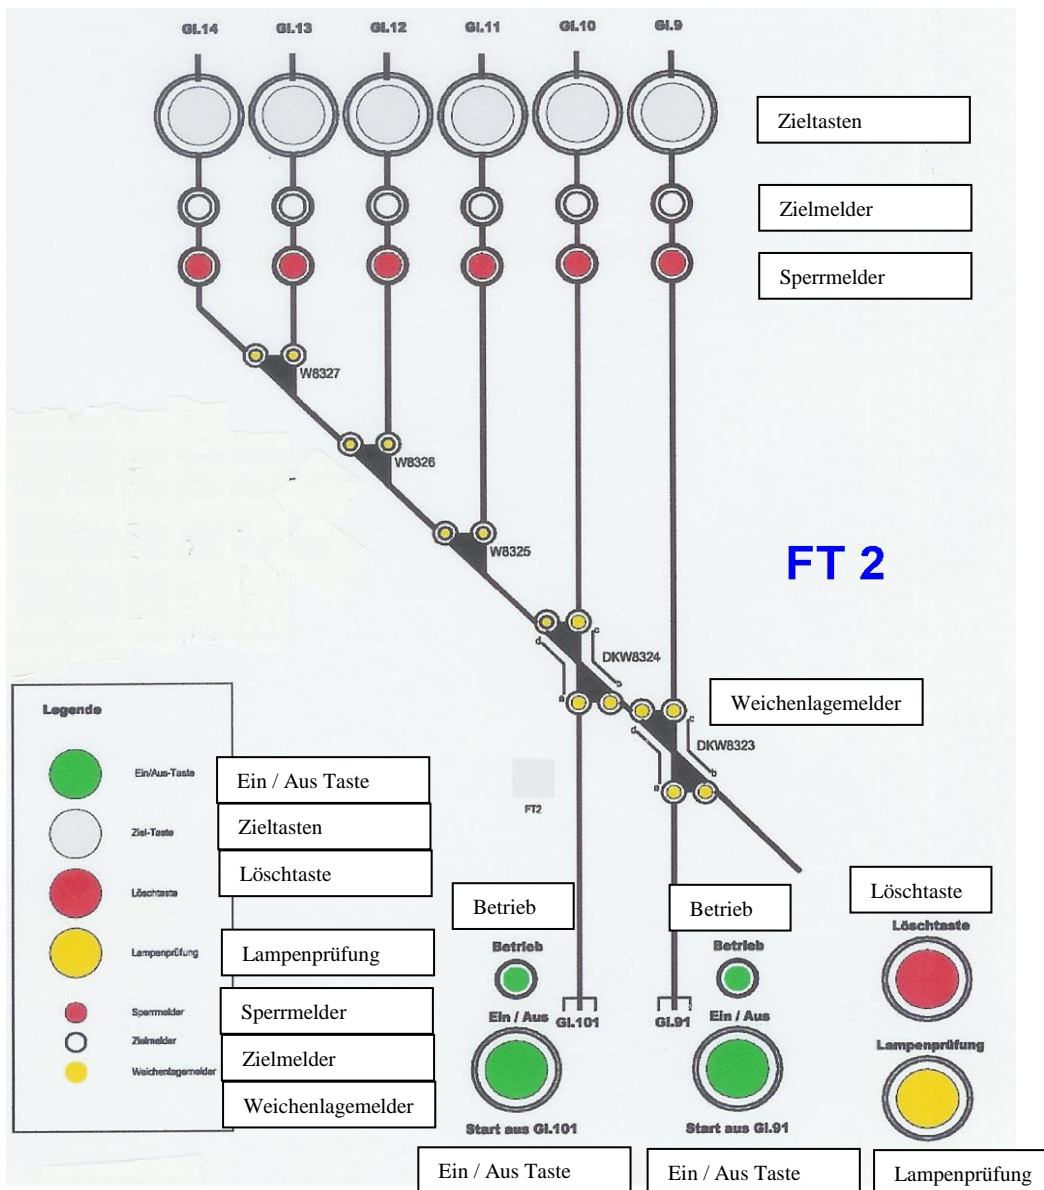 Gl.14 Gl.13 Gl.12 Gl.11 Gl.10 Gl.9
Zieltasten
Zielmelder
Sperrmelder
W8327
W8326
W8325
FT 2
c
d
DKW8324
b
a
Weichenlagemelder
c
d
DKW8323
b
a
FT2
Legende
Ein/Aus-Taste
Ein / Aus Taste
Ziel-Taste
Zieltasten
Löschtaste
Löschtaste
Lampenprüfung
Lampenprüfung
Sperrmelder
Sperrmelder
Zielmelder
Zielmelder
Weichenlagemelder
Weichenlagemelder
Betrieb
Betrieb
Löschtaste
Betrieb
Betrieb
Löschtaste
Ein / Aus
Gl.101
Gl.91
Ein / Aus
Lampenprüfung
Start aus Gl.101
Start aus Gl.91
Ein / Aus Taste
Ein / Aus Taste
Lampenprüfung